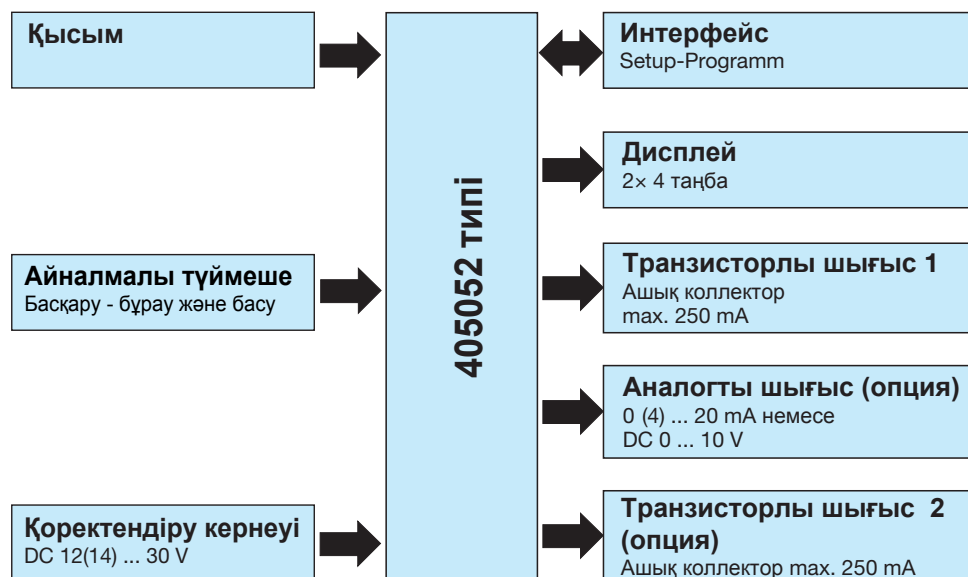 Қысым
Айналмалы түймеше
Басқару - бұрау және басу
Қоректендіру кернеуі
DC 12(14) ... 30 V
405052 типі
Интерфейс
Setup-Programm
Дисплей
2× 4 таңба
Транзисторлы шығыс 1
Ашық коллектор
max. 250 mA
Аналогты шығыс (опция)
0 (4) ... 20 mA немесе
DC 0 ... 10 V
Транзисторлы шығыс 2
(опция)
Ашық коллектор max. 250 mA